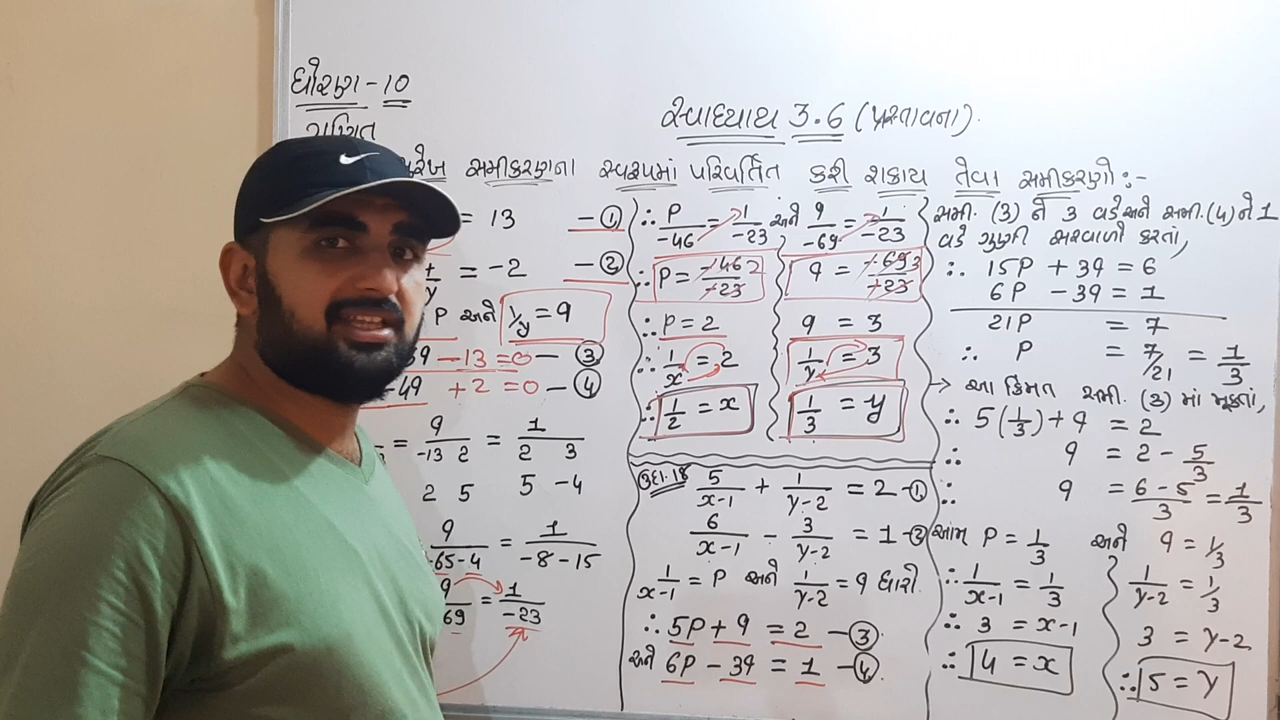 ધોરણ - 10
ગણિત
સ્વાધ્યાય 3.6 (પ્રસ્તાવના).
સમીકરણના સ્વરૂપમાં પરિવર્તિત કરી શકાય તેવા સમીકરણો :-
= 13 - ①
= -2 - ②
P અને 1/y = q
- 13 = 0 - ③
- 4q + 2 = 0 - ④
= q/-13 2 = 1/2 3
2 5 5 -4
q/-65-4 = 1/-8-15
q/69 = 1/-23
∴ P/-46 = 1/-23 અને q/-69 = 1/-23
∴ P = -46/-23 2 q = -69/-23 3
∴ P = 2 q = 3
∴ 1/x = 2 1/y = 3
∴ 1/2 = x 1/3 = y
ઉદા.18 5/x-1 + 1/y-2 = 2 - ①
6/x-1 - 3/y-2 = 1 - ②
1/x-1 = P અને 1/y-2 = q ધારો.
∴ 5P + q = 2 - ③
અને 6P - 3q = 1 - ④
સમી. (3) ને 3 વડે અને સમી. (4) ને 1
વડે ગુણી સરવાળો કરતાં,
∴ 15P + 3q = 6
6P - 3q = 1
21P = 7
∴ P = 7/21 = 1/3
→ આ કિંમત સમી. (3) માં મૂકતાં,
∴ 5(1/3) + q = 2
∴ q = 2 - 5/3
∴ q = 6-5/3 = 1/3
આમ P = 1/3 અને q = 1/3
∴ 1/x-1 = 1/3 1/y-2 = 1/3
∴ 3 = x-1 3 = y-2
∴ 4 = x ∴ 5 = y